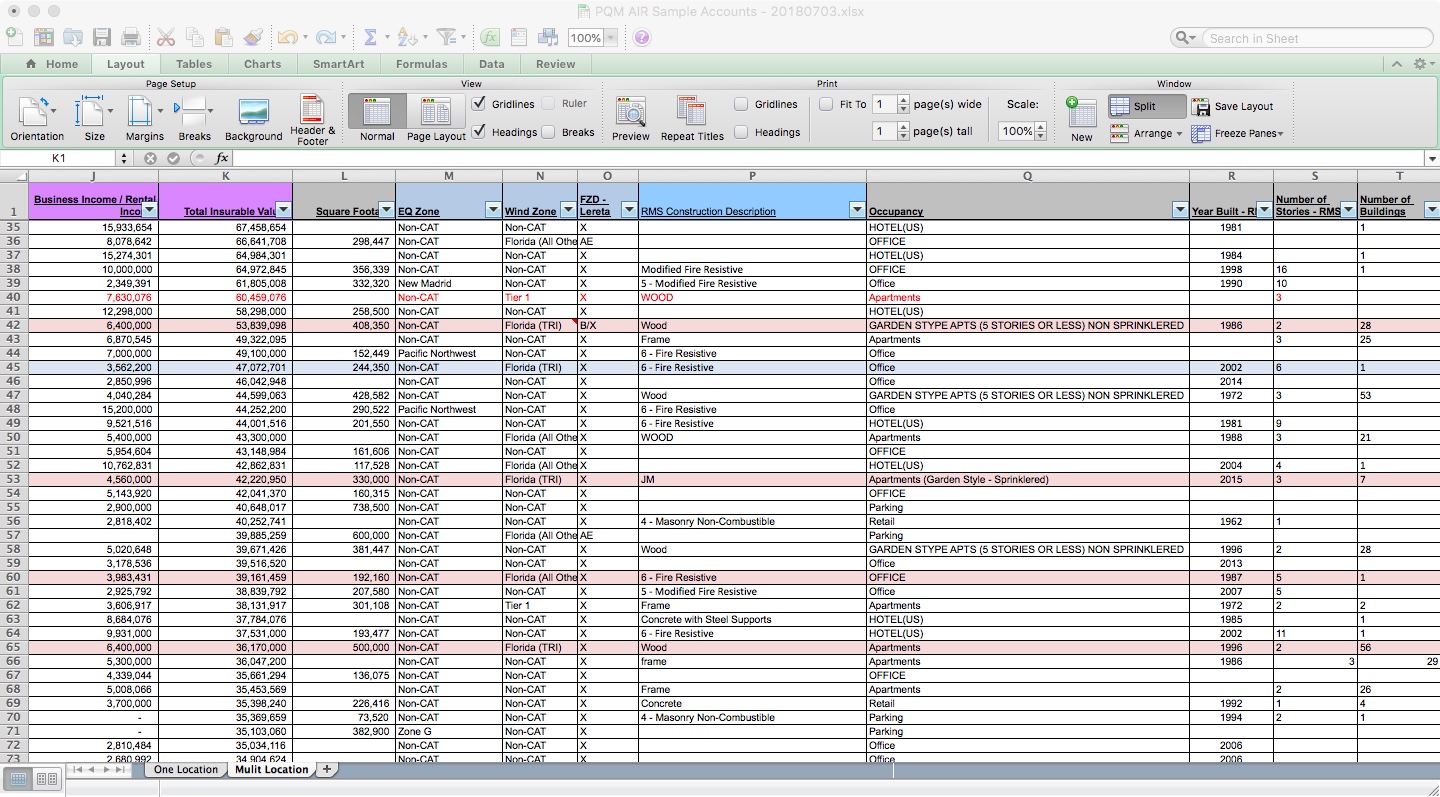 PQM AIR Sample Accounts - 20180703.xlsx
100% Search in Sheet
Home Layout Tables Charts SmartArt Formulas Data Review
Page Setup View Print Window
Orientation Size Margins Breaks Background Header & Footer Normal Page Layout Gridlines Ruler Headings Breaks Preview Repeat Titles Gridlines Headings Fit To 1 page(s) wide 1 page(s) tall Scale: 100% New Split Arrange Save Layout Freeze Panes
K1 fx
J K L M N O P Q R S T
1 Business Income / Rental Inco Total Insurable Valu Square Foota EQ Zone Wind Zone FZD - Lereta RMS Construction Description Occupancy Year Built - RI Number of Stories - RMS Number of Buildings
35 15,933,654 67,458,654 Non-CAT Non-CAT X HOTEL(US) 1981 1
36 8,078,642 66,641,708 298,447 Non-CAT Florida (All Othe AE OFFICE
37 15,274,301 64,984,301 Non-CAT Non-CAT X HOTEL(US) 1984 1
38 10,000,000 64,972,845 356,339 Non-CAT Non-CAT X Modified Fire Resistive OFFICE 1998 16 1
39 2,349,391 61,805,008 332,320 New Madrid Non-CAT X 5 - Modified Fire Resistive Office 1990 10
40 7,630,076 60,459,076 Non-CAT Tier 1 X WOOD Apartments 3
41 12,298,000 58,298,000 258,500 Non-CAT Non-CAT X HOTEL(US)
42 6,400,000 53,839,098 408,350 Non-CAT Florida (TRI) B/X Wood GARDEN STYPE APTS (5 STORIES OR LESS) NON SPRINKLERED 1986 2 28
43 6,870,545 49,322,095 Non-CAT Non-CAT X Frame Apartments 3 25
44 7,000,000 49,100,000 152,449 Pacific Northwest Non-CAT X 6 - Fire Resistive Office
45 3,562,200 47,072,701 244,350 Non-CAT Florida (TRI) X 6 - Fire Resistive Office 2002 6 1
46 2,850,996 46,042,948 Non-CAT Non-CAT X Office 2014
47 4,040,284 44,599,063 428,582 Non-CAT Non-CAT X Wood GARDEN STYPE APTS (5 STORIES OR LESS) NON SPRINKLERED 1972 3 53
48 15,200,000 44,252,200 290,522 Pacific Northwest Non-CAT X 6 - Fire Resistive Office
49 9,521,516 44,001,516 201,550 Non-CAT Non-CAT X 6 - Fire Resistive HOTEL(US) 1981 9
50 5,400,000 43,300,000 Non-CAT Florida (All Othe X WOOD Apartments 1988 3 21
51 5,954,604 43,148,984 161,606 Non-CAT Non-CAT X OFFICE
52 10,762,831 42,862,831 117,528 Non-CAT Florida (All Othe X HOTEL(US) 2004 4 1
53 4,560,000 42,220,950 330,000 Non-CAT Florida (TRI) X JM Apartments (Garden Style - Sprinklered) 2015 3 7
54 5,143,920 42,041,370 160,315 Non-CAT Non-CAT X OFFICE
55 2,900,000 40,648,017 738,500 Non-CAT Non-CAT X Parking
56 2,818,402 40,252,741 Non-CAT Non-CAT X 4 - Masonry Non-Combustible Retail 1962 1
57 39,885,259 600,000 Non-CAT Florida (All Othe AE Parking
58 5,020,648 39,671,426 381,447 Non-CAT Non-CAT X Wood GARDEN STYPE APTS (5 STORIES OR LESS) NON SPRINKLERED 1996 2 28
59 3,178,536 39,516,520 Non-CAT Non-CAT X Office 2013
60 3,983,431 39,161,459 192,160 Non-CAT Florida (All Othe X 6 - Fire Resistive OFFICE 1987 5 1
61 2,925,792 38,839,792 207,580 Non-CAT Non-CAT X 5 - Modified Fire Resistive Office 2007 5
62 3,606,917 38,131,917 301,108 Non-CAT Tier 1 X Frame Apartments 1972 2 2
63 8,684,076 37,784,076 Non-CAT Non-CAT X Concrete with Steel Supports HOTEL(US) 1985 1
64 9,931,000 37,531,000 193,477 Non-CAT Non-CAT X 6 - Fire Resistive HOTEL(US) 2002 11 1
65 6,400,000 36,170,000 500,000 Non-CAT Florida (TRI) X Wood Apartments 1996 2 56
66 5,300,000 36,047,200 Non-CAT Non-CAT X frame Apartments 1986 3 29
67 4,339,044 35,661,294 136,075 Non-CAT Non-CAT X OFFICE
68 5,008,066 35,453,569 Non-CAT Non-CAT X Frame Apartments 2 26
69 3,700,000 35,398,240 226,416 Non-CAT Non-CAT X Concrete Retail 1992 1 4
70 - 35,369,659 73,520 Non-CAT Non-CAT X 4 - Masonry Non-Combustible Parking 1994 2 1
71 - 35,103,060 382,900 Zone G Non-CAT X Parking
72 2,810,484 35,034,116 Non-CAT Non-CAT X Office 2006
73 2,680,992 34,904,624 Non-CAT Non-CAT X Office 2006
One Location Mulit Location +